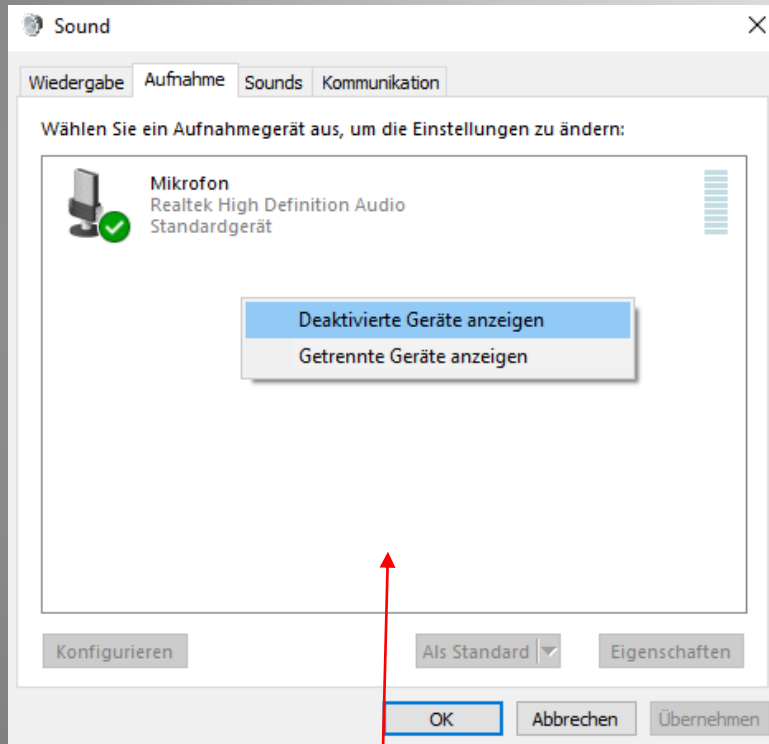 Sound
Wiedergabe Aufnahme Sounds Kommunikation
Wählen Sie ein Aufnahmegerät aus, um die Einstellungen zu ändern:
Mikrofon
Realtek High Definition Audio
Standardgerät
Deaktivierte Geräte anzeigen
Getrennte Geräte anzeigen
Konfigurieren Als Standard Eigenschaften
OK Abbrechen Übernehmen